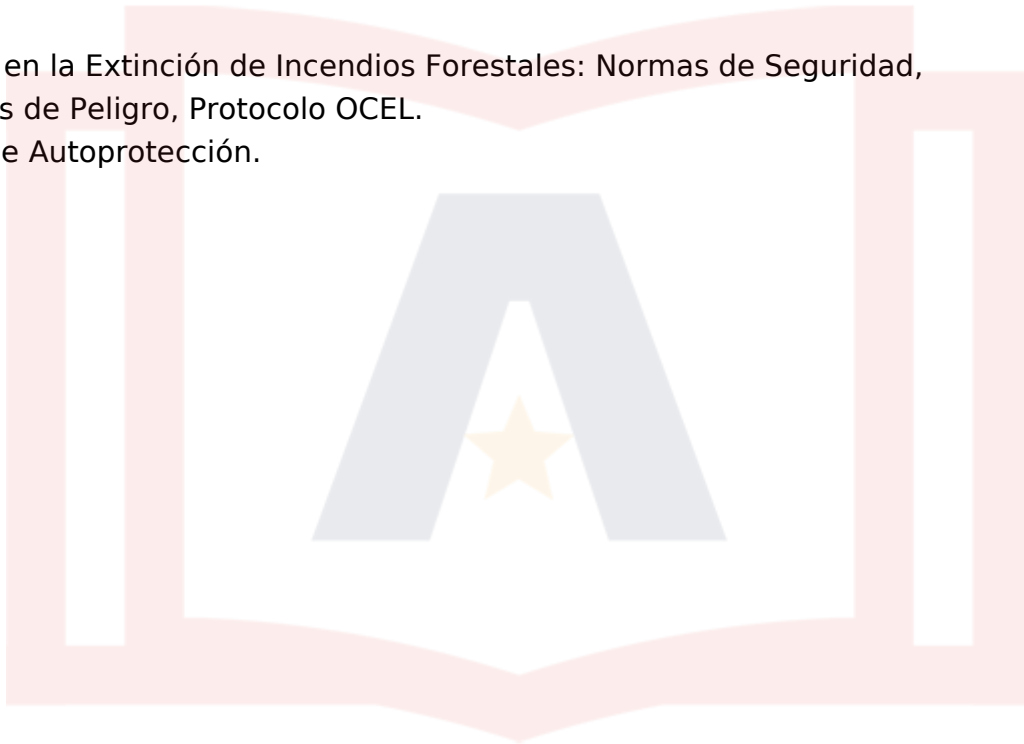 en la Extinción de Incendios Forestales: Normas de Seguridad,
s de Peligro, Protocolo OCEL.
e Autoprotección.